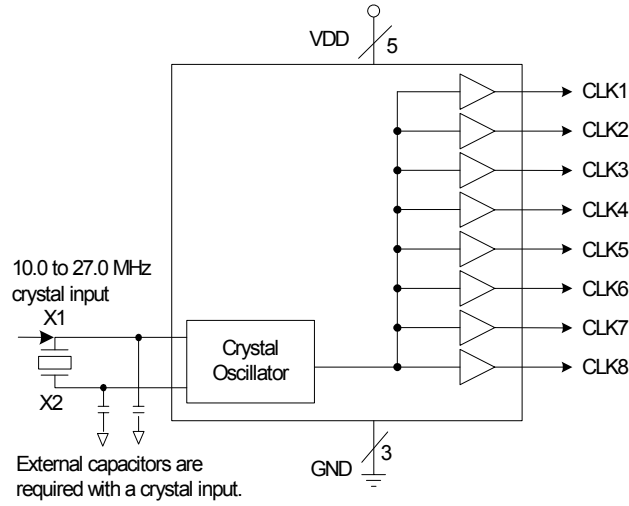 VDD
5
CLK1
CLK2
CLK3
CLK4
CLK5
CLK6
CLK7
CLK8
10.0 to 27.0 MHz
crystal input
X1
X2
Crystal
Oscillator
GND
3
External capacitors are
required with a crystal input.